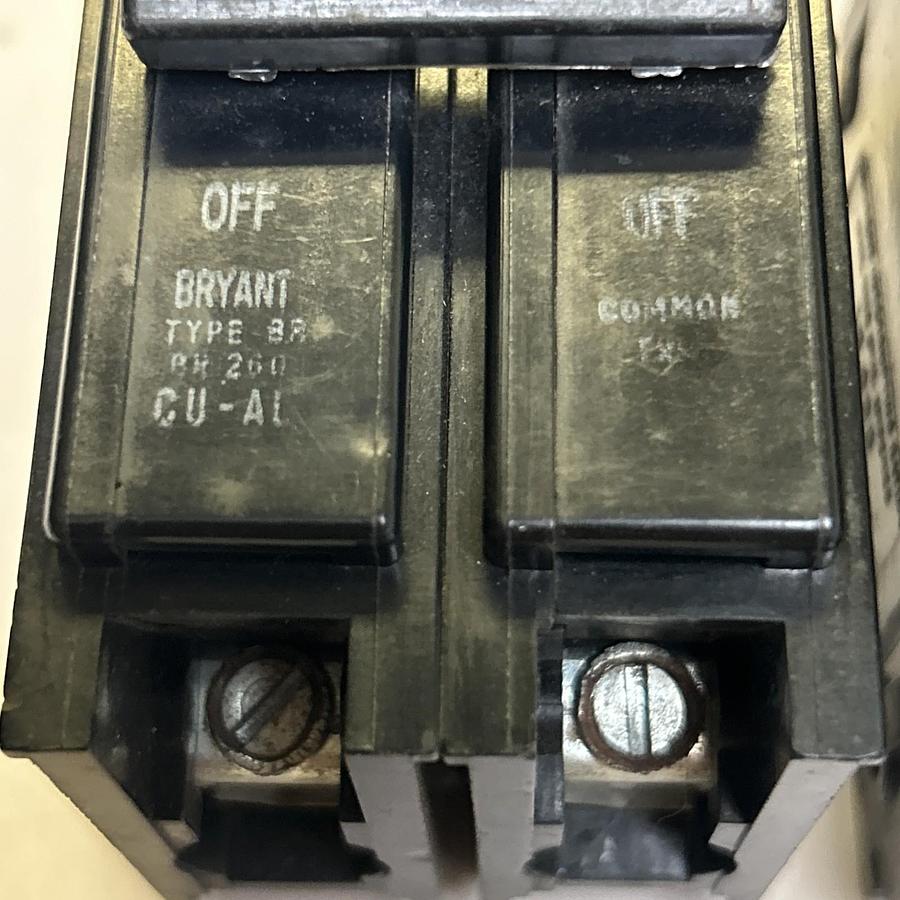 OFF
BRYANT
TYPE BR
BR 260
CU-AL
OFF
COMMON